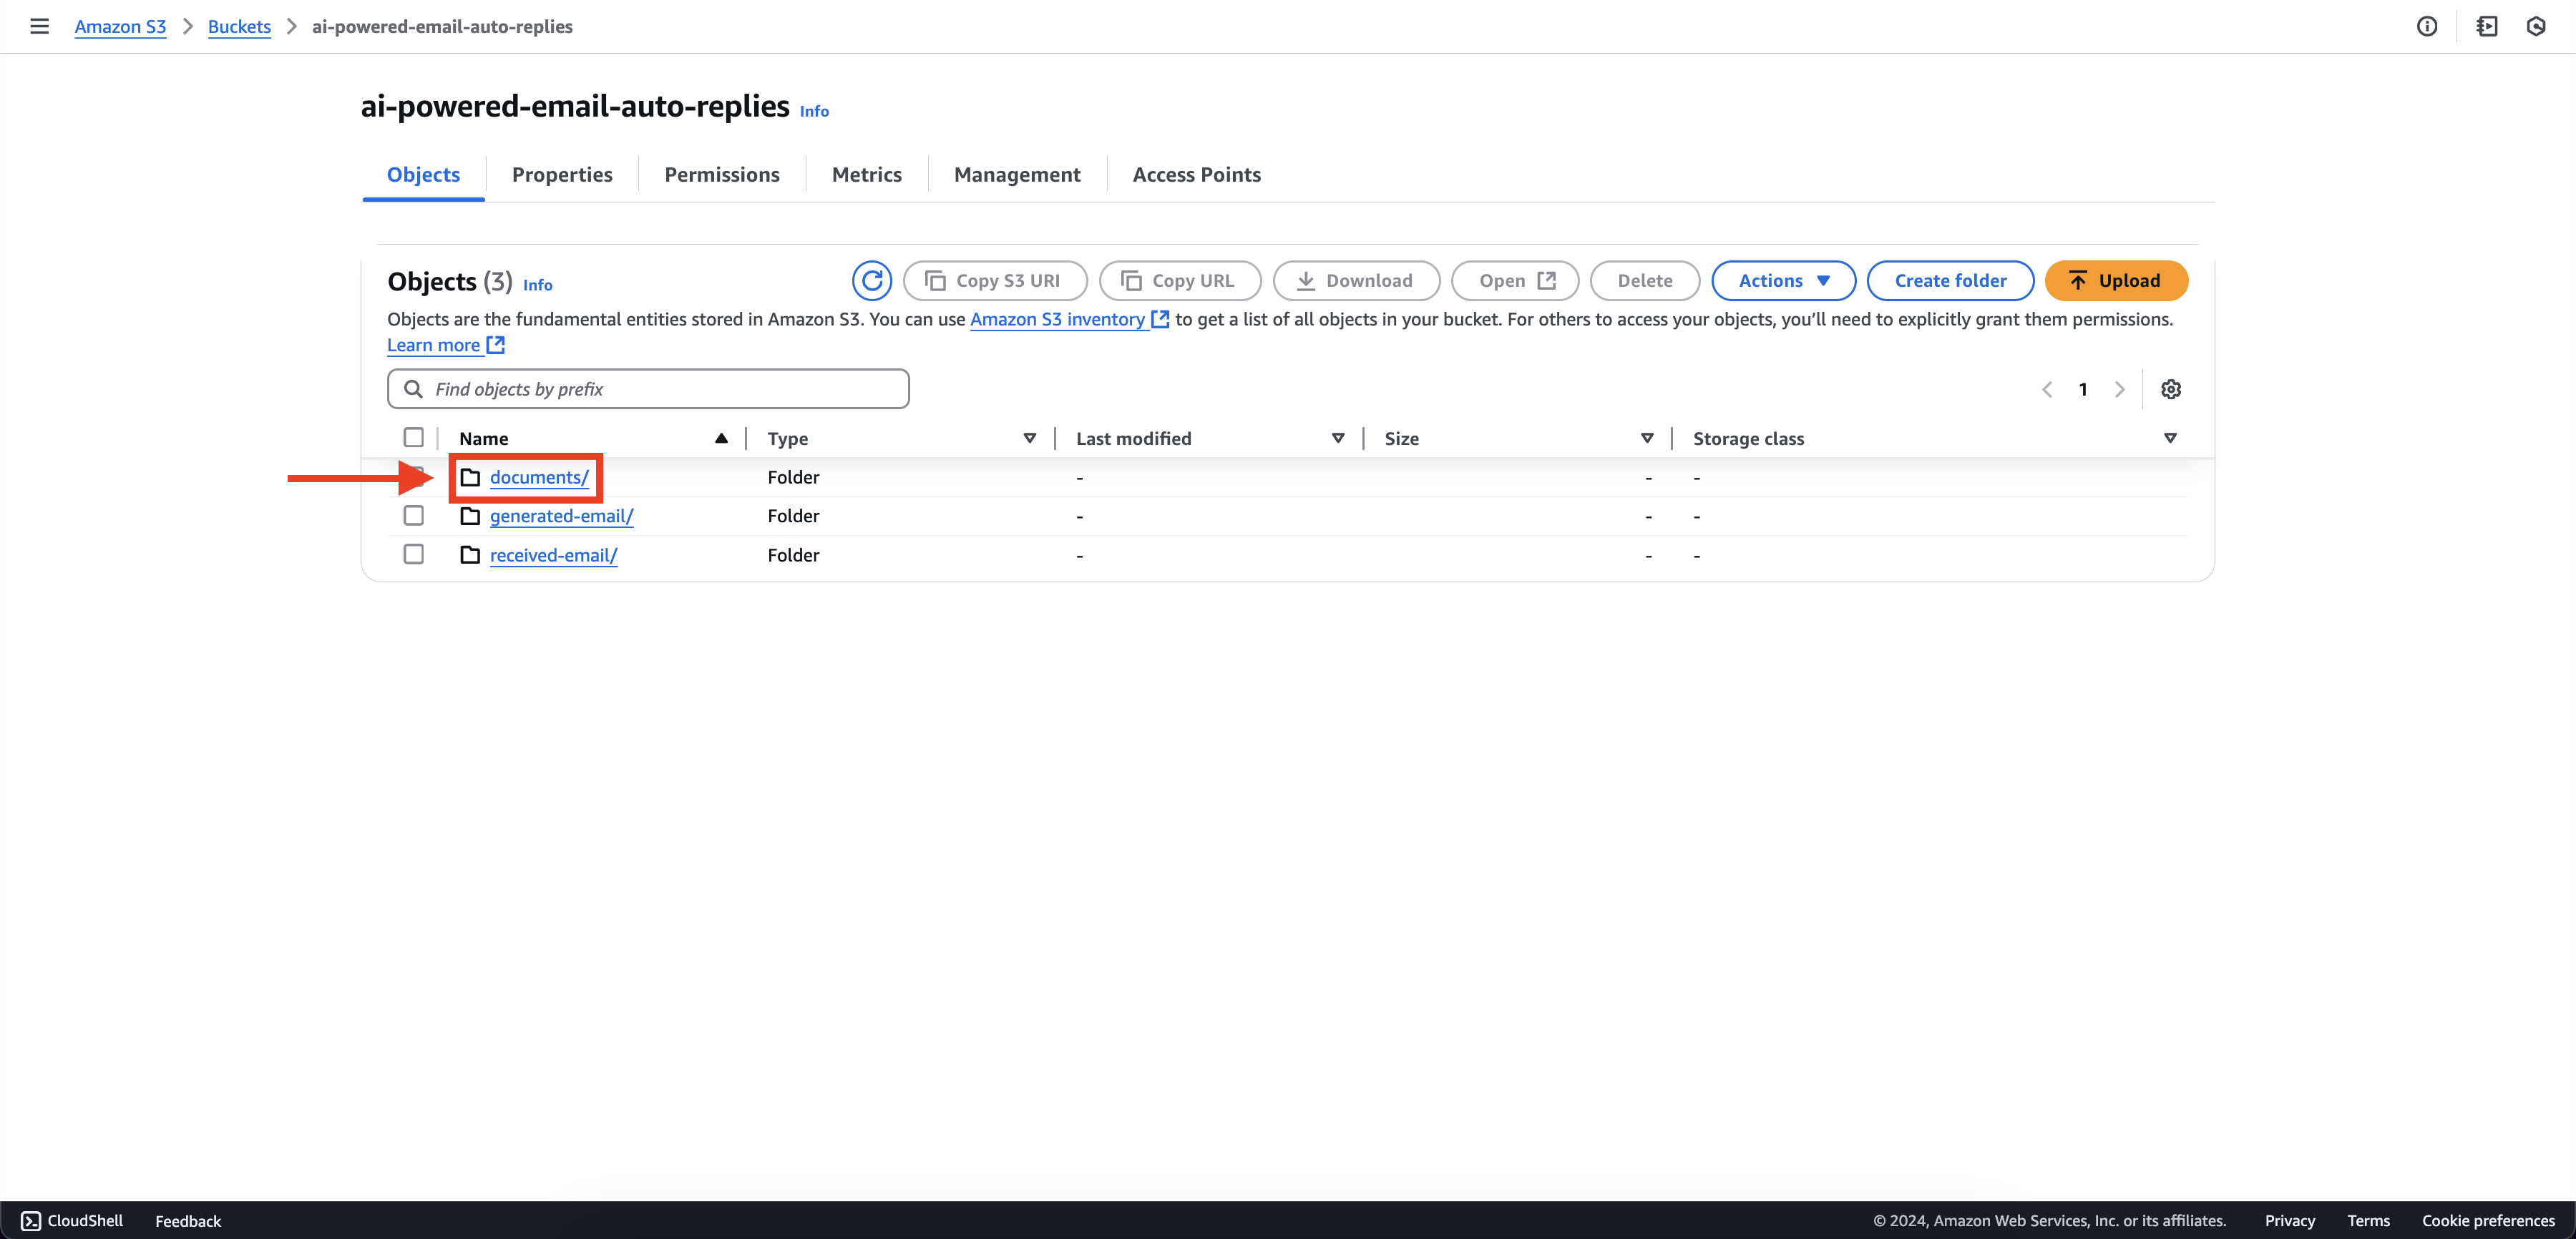 Amazon S3 > Buckets > ai-powered-email-auto-replies
ai-powered-email-auto-replies Info
Objects Properties Permissions Metrics Management Access Points
Objects (3) Info Copy S3 URI Copy URL Download Open Delete Actions Create folder Upload
Objects are the fundamental entities stored in Amazon S3. You can use Amazon S3 inventory to get a list of all objects in your bucket. For others to access your objects, you’ll need to explicitly grant them permissions.
Learn more
Find objects by prefix 1
Name Type Last modified Size Storage class
documents/ Folder - - -
generated-email/ Folder - - -
received-email/ Folder - - -
CloudShell Feedback © 2024, Amazon Web Services, Inc. or its affiliates. Privacy Terms Cookie preferences